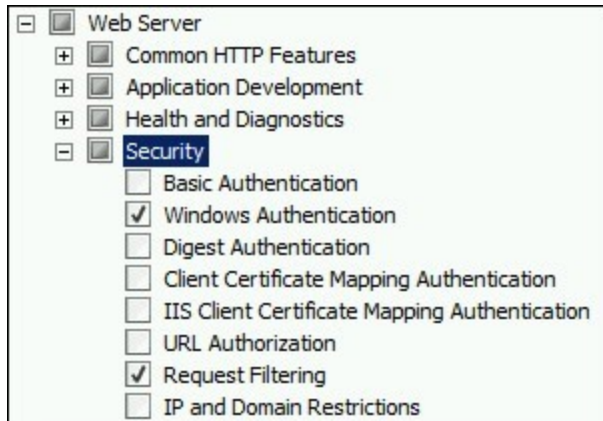 Web Server
Common HTTP Features
Application Development
Health and Diagnostics
Security
Basic Authentication
Windows Authentication
Digest Authentication
Client Certificate Mapping Authentication
IIS Client Certificate Mapping Authentication
URL Authorization
Request Filtering
IP and Domain Restrictions